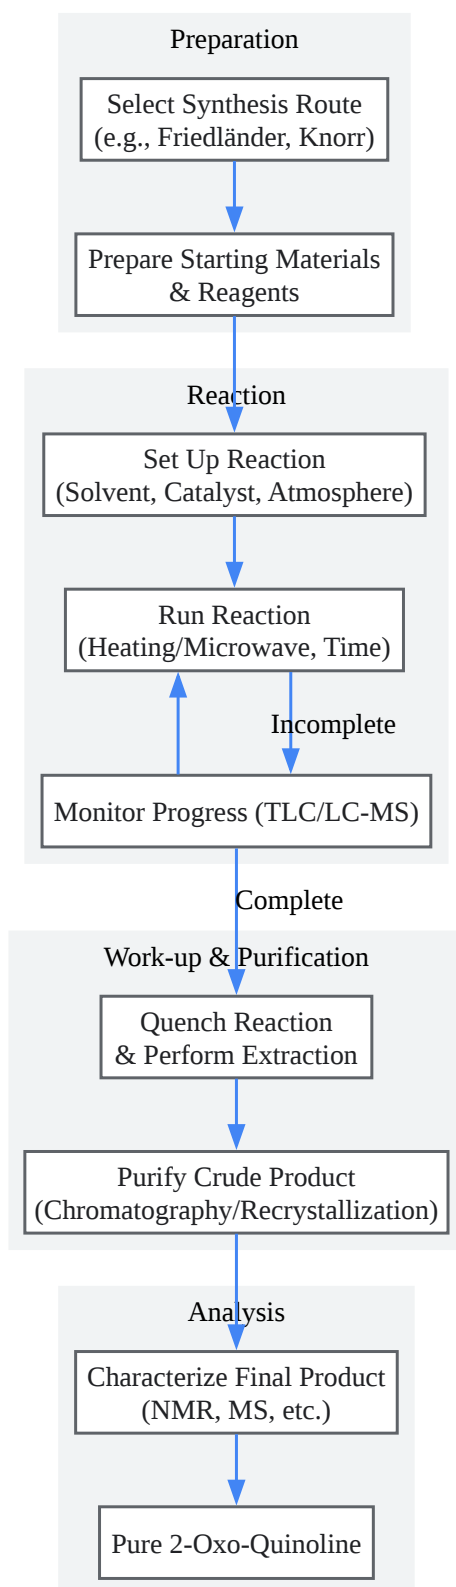 Preparation
Select Synthesis Route
(e.g., Friedländer, Knorr)
Prepare Starting Materials
& Reagents
Reaction
Set Up Reaction
(Solvent, Catalyst, Atmosphere)
Run Reaction
(Heating/Microwave, Time)
Incomplete
Monitor Progress (TLC/LC-MS)
Complete
Work-up & Purification
Quench Reaction
& Perform Extraction
Purify Crude Product
(Chromatography/Recrystallization)
Analysis
Characterize Final Product
(NMR, MS, etc.)
Pure 2-Oxo-Quinoline